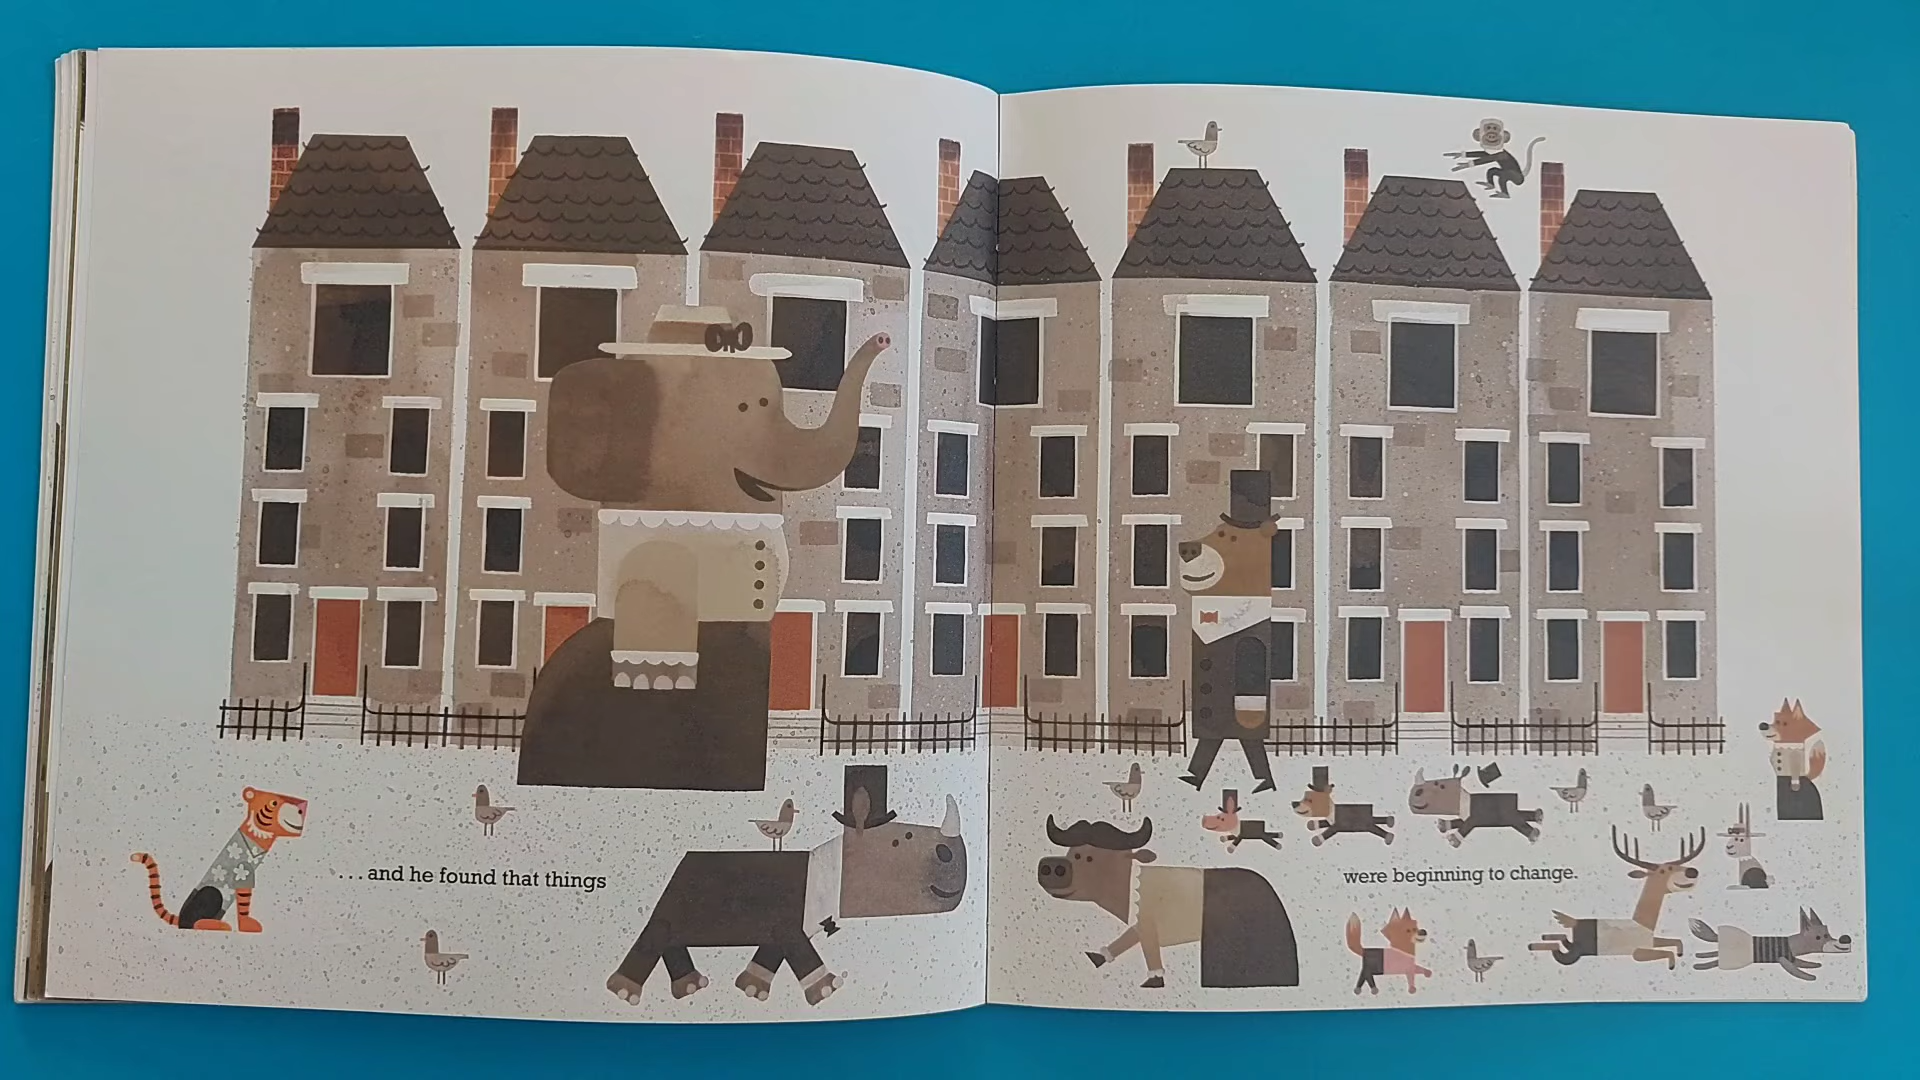 ...and he found that things
were beginning to change.